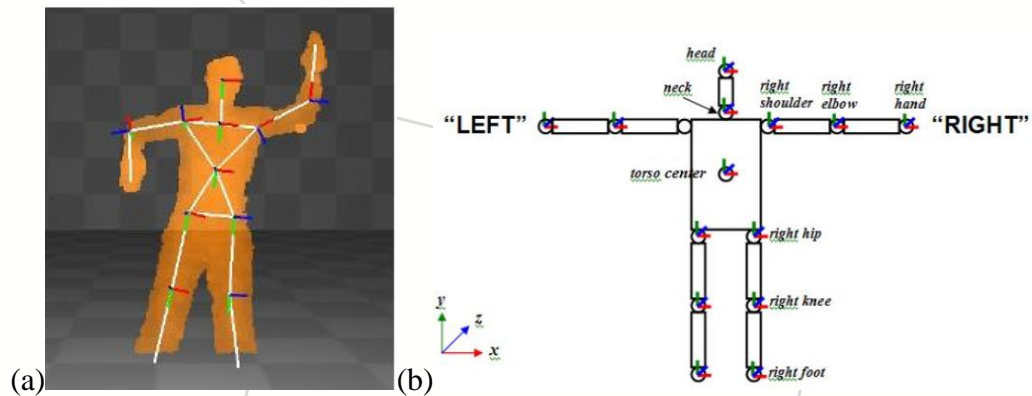 (a)
(b)
head
neck
right shoulder
right elbow
right hand
“LEFT”
“RIGHT”
torso center
right hip
right knee
right foot
y
z
x